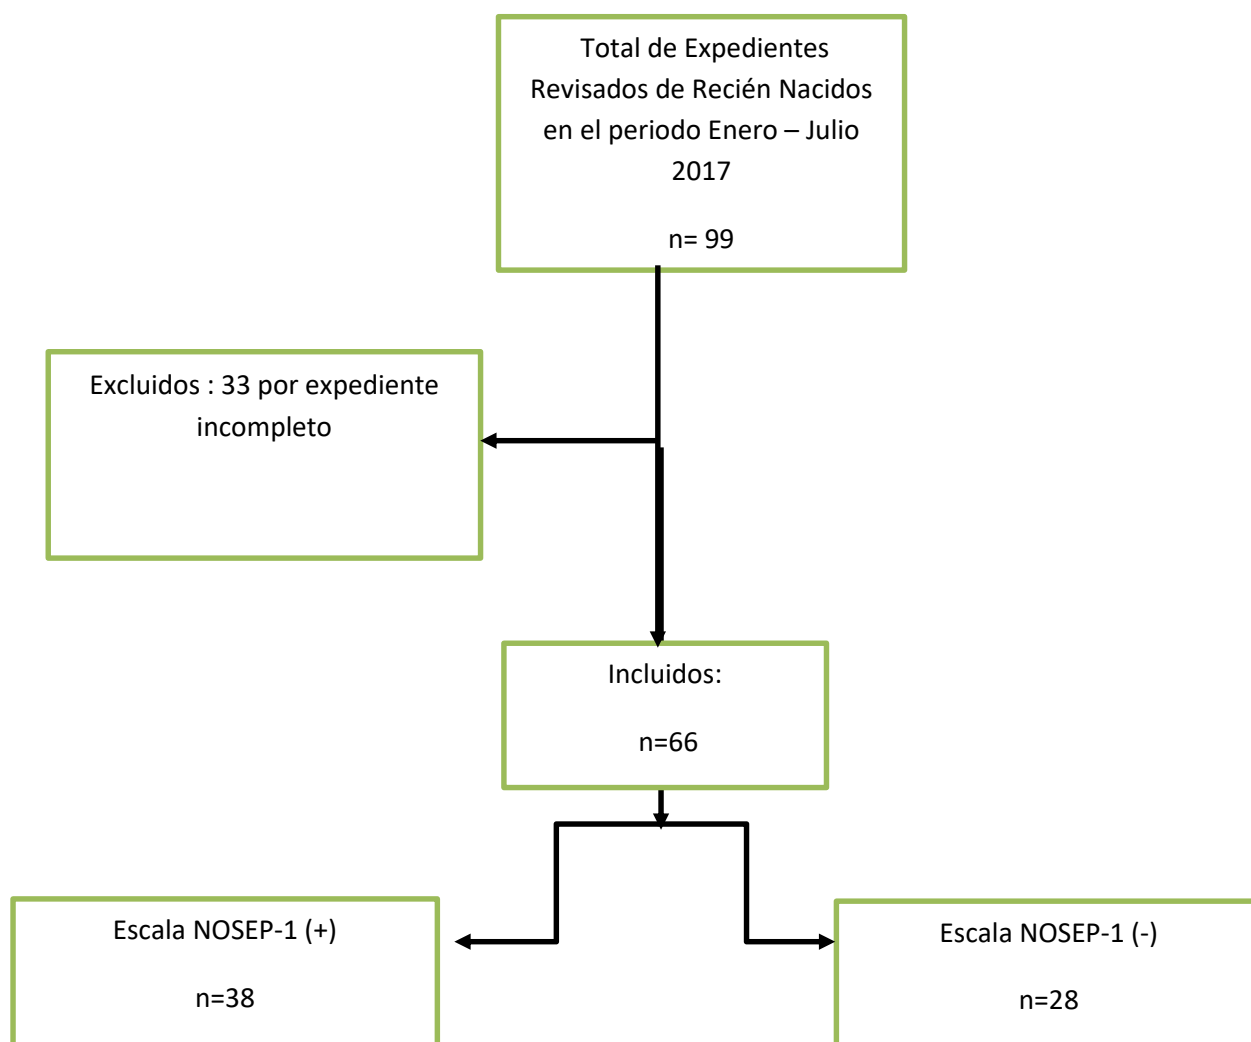 Total de Expedientes
Revisados de Recién Nacidos
en el periodo Enero – Julio
2017
n= 99
Excluidos : 33 por expediente
incompleto
Incluidos:
n=66
Escala NOSEP-1 (+)
n=38
Escala NOSEP-1 (-)
n=28